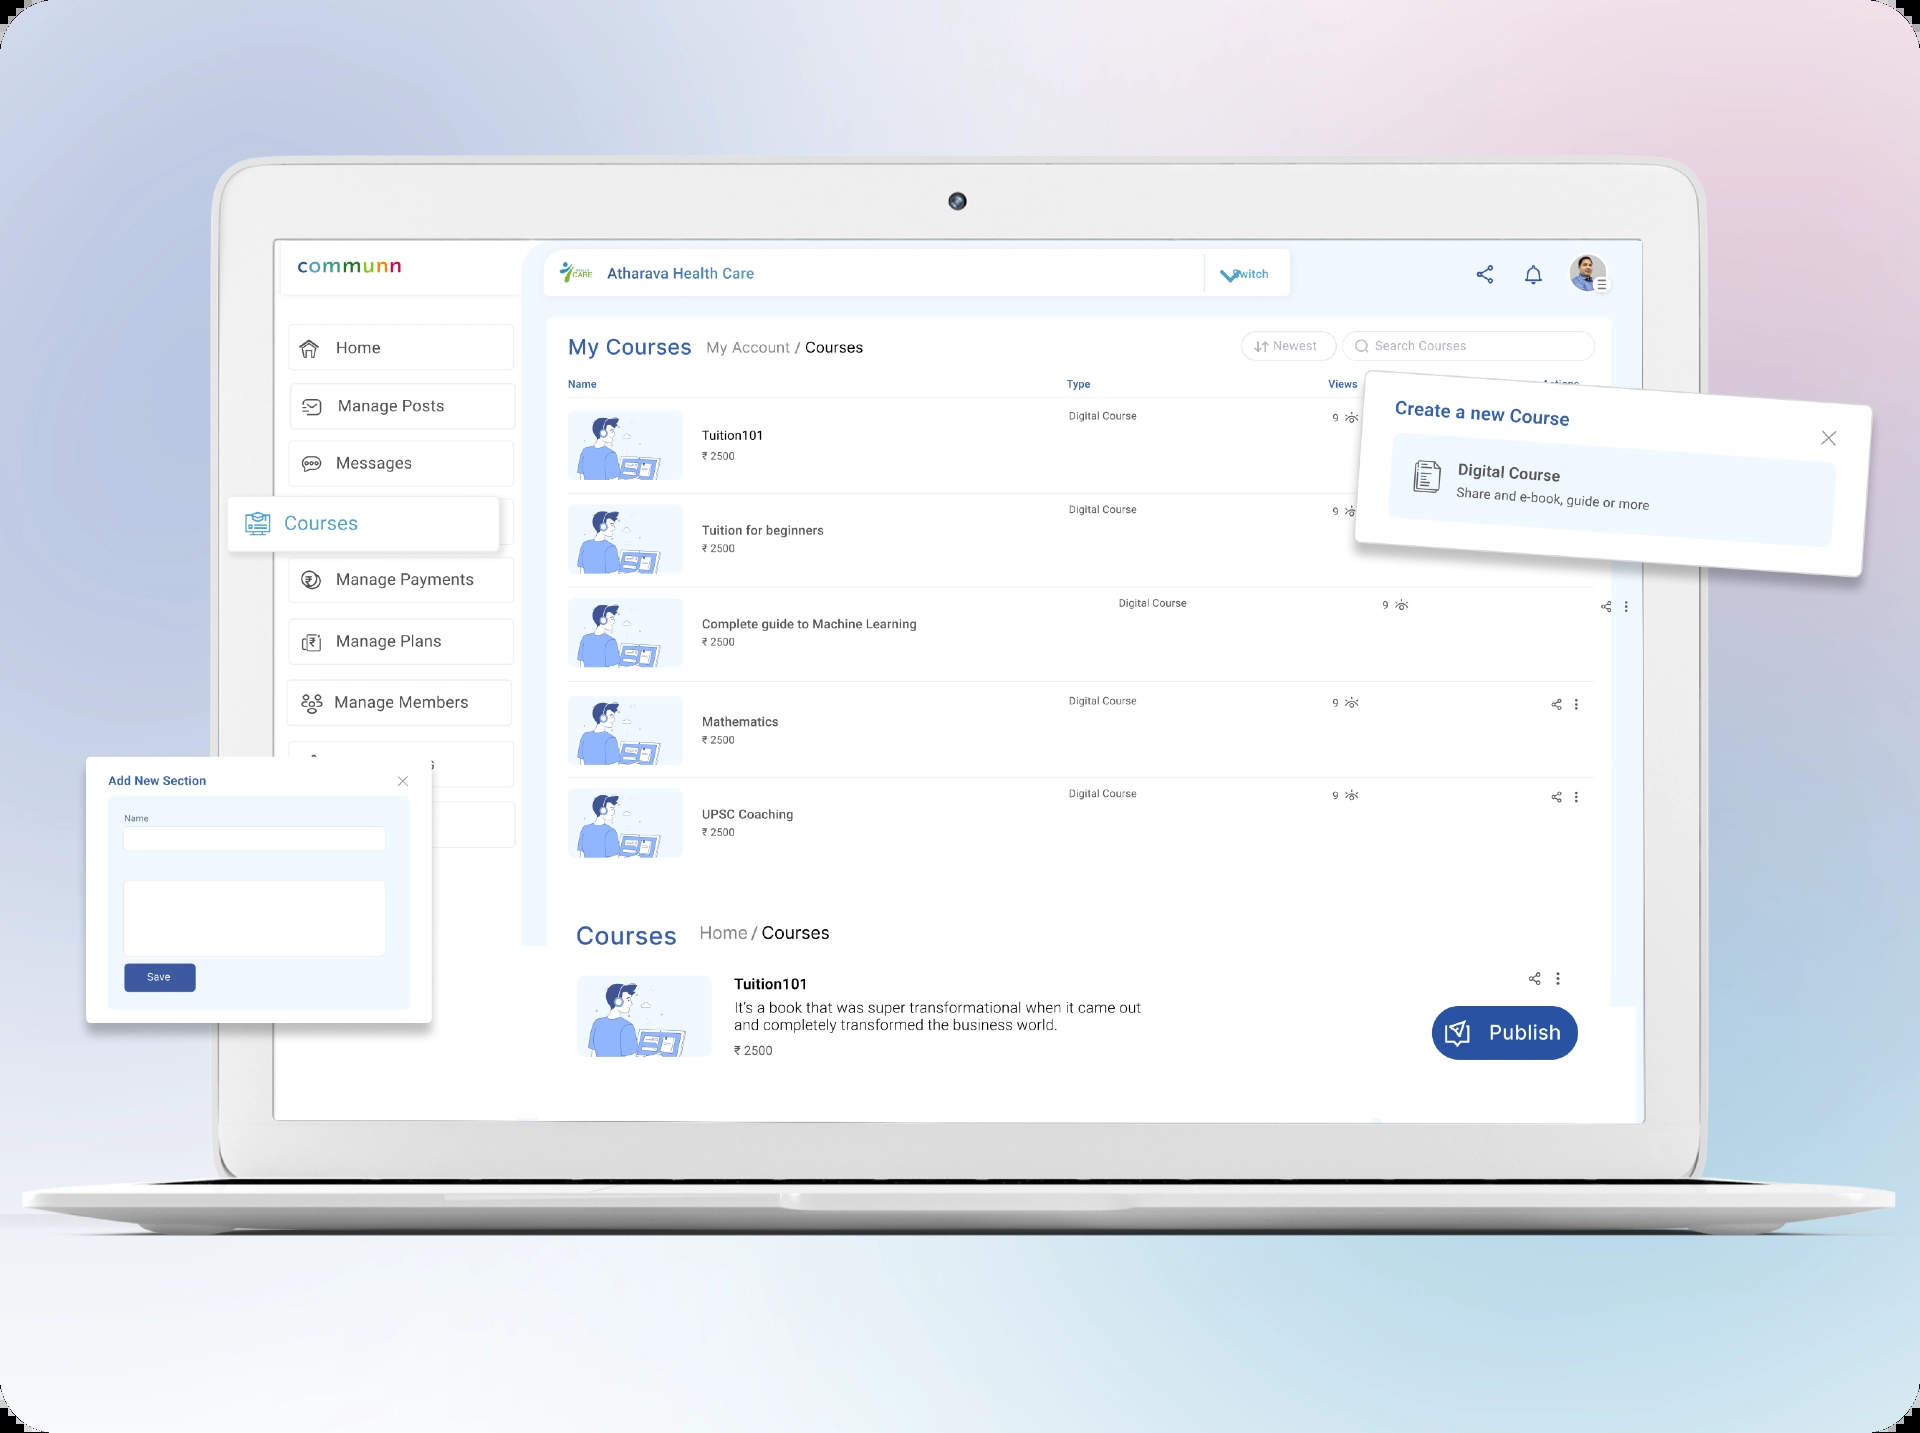 communn
CARE
Atharava Health Care
Switch
Home
Manage Posts
Messages
Courses
Manage Payments
Manage Plans
Manage Members
My Courses
My Account / Courses
Newest
Search Courses
Name
Type
Views
Actions
Tuition101
₹ 2500
Digital Course
9
Tuition for beginners
₹ 2500
Digital Course
9
Complete guide to Machine Learning
₹ 2500
Digital Course
9
Mathematics
₹ 2500
Digital Course
9
UPSC Coaching
₹ 2500
Digital Course
9
Create a new Course
Digital Course
Share and e-book, guide or more
Add New Section
Name
Save
Courses
Home / Courses
Tuition101
It's a book that was super transformational when it came out
and completely transformed the business world.
₹ 2500
Publish